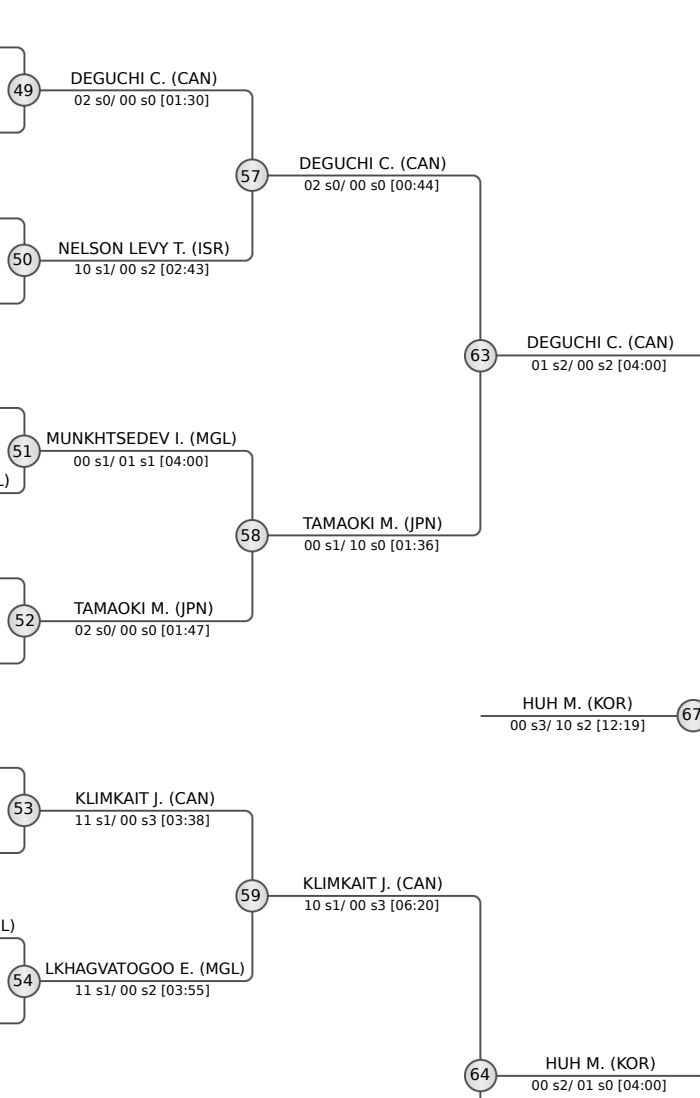 49
DEGUCHI C. (CAN)
02 s0/ 00 s0 [01:30]
57
DEGUCHI C. (CAN)
02 s0/ 00 s0 [00:44]
50
NELSON LEVY T. (ISR)
10 s1/ 00 s2 [02:43]
63
DEGUCHI C. (CAN)
01 s2/ 00 s2 [04:00]
51
MUNKHTSEDEV I. (MGL)
00 s1/ 01 s1 [04:00]
L)
58
TAMAOKI M. (JPN)
00 s1/ 10 s0 [01:36]
52
TAMAOKI M. (JPN)
02 s0/ 00 s0 [01:47]
HUH M. (KOR)
00 s3/ 10 s2 [12:19]
67
53
KLIMKAIT J. (CAN)
11 s1/ 00 s3 [03:38]
59
KLIMKAIT J. (CAN)
10 s1/ 00 s3 [06:20]
L)
54
LKHAGVATOGOO E. (MGL)
11 s1/ 00 s2 [03:55]
64
HUH M. (KOR)
00 s2/ 01 s0 [04:00]